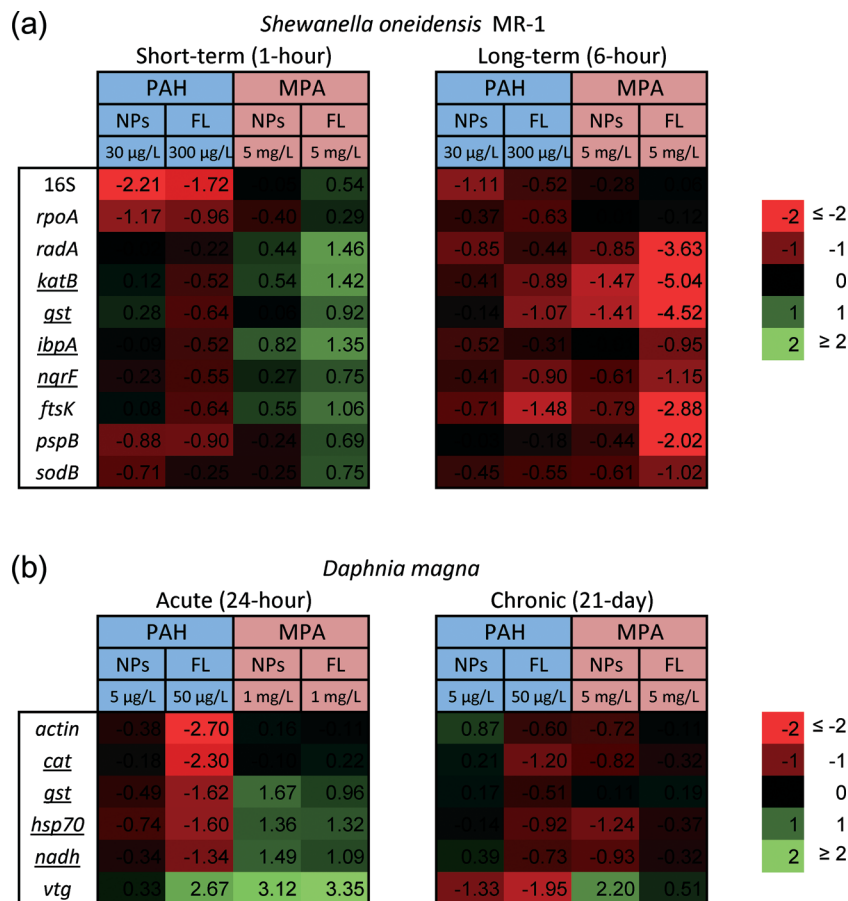 (a)
Shewanella oneidensis MR-1
Short-term (1-hour) Long-term (6-hour)
PAH MPA PAH MPA
NPs FL NPs FL NPs FL NPs FL
30 µg/L 300 µg/L 5 mg/L 5 mg/L 30 µg/L 300 µg/L 5 mg/L 5 mg/L
16S -2.21 -1.72 0.54 -1.11 -0.52 -0.28 -2 ≤ -2
rpoA -1.17 -0.96 -0.40 0.29 -0.37 -0.63 -0.12 -1 -1
radA -0.22 0.44 1.46 -0.85 -0.44 -0.85 -3.63 0
katB 0.12 -0.52 0.54 1.42 -0.41 -0.89 -1.47 -5.04 1 1
gst 0.28 -0.64 0.92 -0.14 -1.07 -1.41 -4.52 2 ≥ 2
ibpA -0.09 -0.52 0.82 1.35 -0.52 -0.31 -0.95
nqrF -0.23 -0.55 0.27 0.75 -0.41 -0.90 -0.61 -1.15
ftsK 0.08 -0.64 0.55 1.06 -0.71 -1.48 -0.79 -2.88
pspB -0.88 -0.90 -0.24 0.69 -0.18 -0.44 -2.02
sodB -0.71 -0.25 -0.25 0.75 -0.45 -0.55 -0.61 -1.02
(b)
Daphnia magna
Acute (24-hour) Chronic (21-day)
PAH MPA PAH MPA
NPs FL NPs FL NPs FL NPs FL
5 µg/L 50 µg/L 1 mg/L 1 mg/L 5 µg/L 50 µg/L 5 mg/L 5 mg/L
actin -0.38 -2.70 0.16 -0.11 0.87 -0.60 -0.72 -0.11 -2 ≤ -2
cat -0.18 -2.30 -0.10 0.22 0.21 -1.20 -0.82 -0.32 -1 -1
gst -0.49 -1.62 1.67 0.96 0.17 -0.51 0.11 0.19 0
hsp70 -0.74 -1.60 1.36 1.32 -0.14 -0.92 -1.24 -0.37 1 1
nadh -0.34 -1.34 1.49 1.09 0.39 -0.73 -0.93 -0.32 2 ≥ 2
vtg 0.33 2.67 3.12 3.35 -1.33 -1.95 2.20 0.51